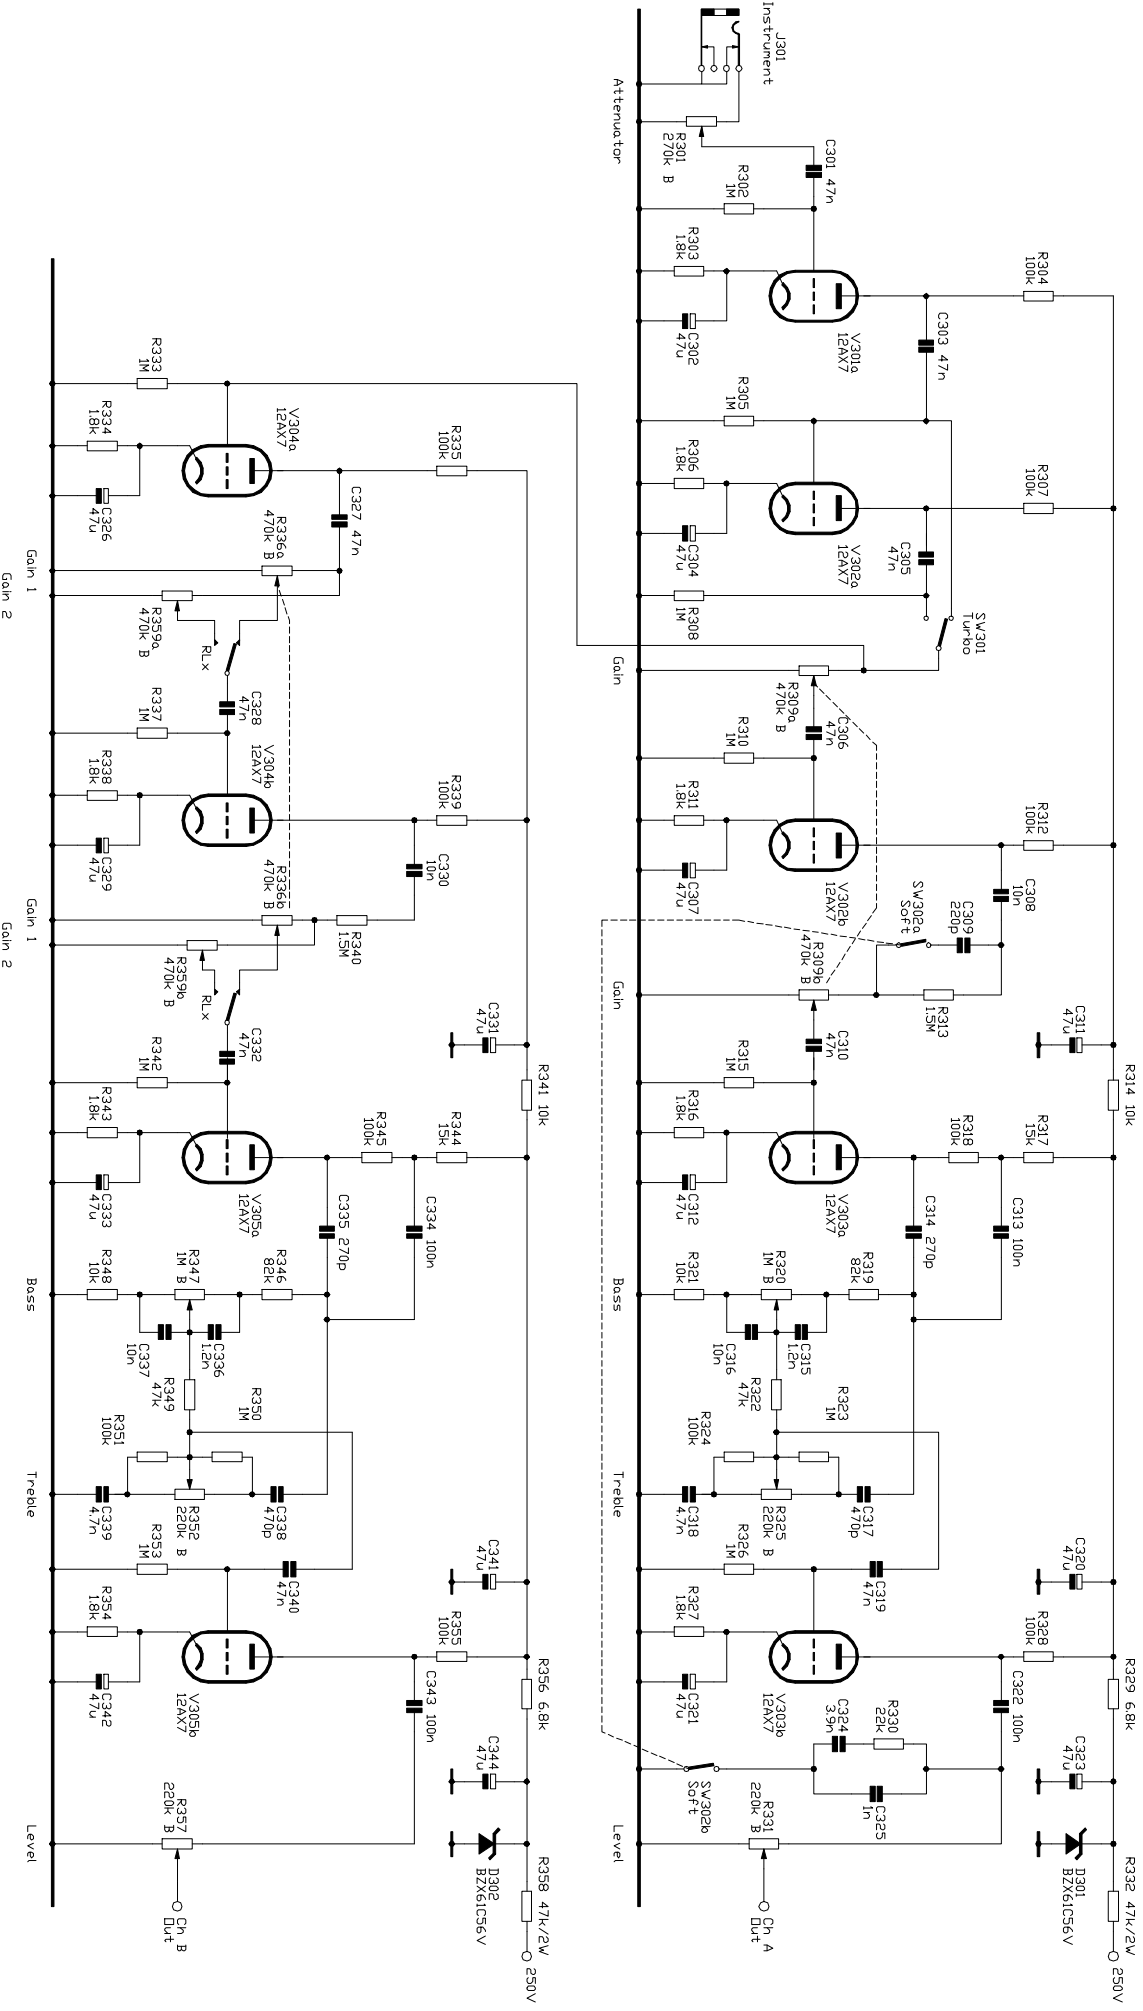 J301
Instrument
Attenuator
R301
270k B
C301 47n
R302
1M
R303
1.8k
C302
47u
V301a
12AX7
R304
100k
C303 47n
R305
1M
R306
1.8k
C304
47u
V302a
12AX7
R307
100k
C305
47n
R308
1M
SW301
Turbo
Gain
R309a
470k B
C306
47n
R310
1M
R311
1.8k
C307
47u
V302b
12AX7
R312
100k
C308
10n
C309
220p
SW302a
Soft
R313
1.5M
R309b
470k B
Gain
C310
47n
C311
47u
R314 10k
R315
1M
R316
1.8k
C312
47u
V303a
12AX7
R317
15k
R318
100k
C313 100n
C314 270p
R319
82k
R320
1M B
R321
10k
Bass
C315
1.2n
C316
10n
R322
47k
R323
1M
R324
100k
Treble
C317
470p
R325
220k B
C318
4.7n
C319
47n
R326
1M
R327
1.8k
C321
47u
V303b
12AX7
C320
47u
R328
100k
R329 6.8k
C322 100n
R330
22k
C324
3.9n
C325
1n
SW302b
Soft
C323
47u
R331
220k B
Level
D301
BZX61C56V
R332 47k/2W
250V
Ch A
Out
R333
1M
R334
1.8k
C326
47u
V304a
12AX7
R335
100k
C327 47n
R336a
470k B
Gain 1
Gain 2
R359a
470k B
RLx
C328
47n
R337
1M
R338
1.8k
C329
47u
V304b
12AX7
R339
100k
C330
10n
R336b
470k B
R340
1.5M
Gain 1
Gain 2
R359b
470k B
RLx
C332
47n
C331
47u
R341 10k
R342
1M
R343
1.8k
C333
47u
V305a
12AX7
R344
15k
R345
100k
C334 100n
C335 270p
R346
82k
R347
1M B
R348
10k
Bass
C336
1.2n
C337
10n
R349
47k
R350
1M
R351
100k
Treble
C338
470p
R352
220k B
C339
4.7n
C340
47n
R353
1M
R354
1.8k
C342
47u
V305b
12AX7
C341
47u
R355
100k
R356 6.8k
C343 100n
C344
47u
R357
220k B
Level
D302
BZX61C56V
R358 47k/2W
250V
Ch B
Out